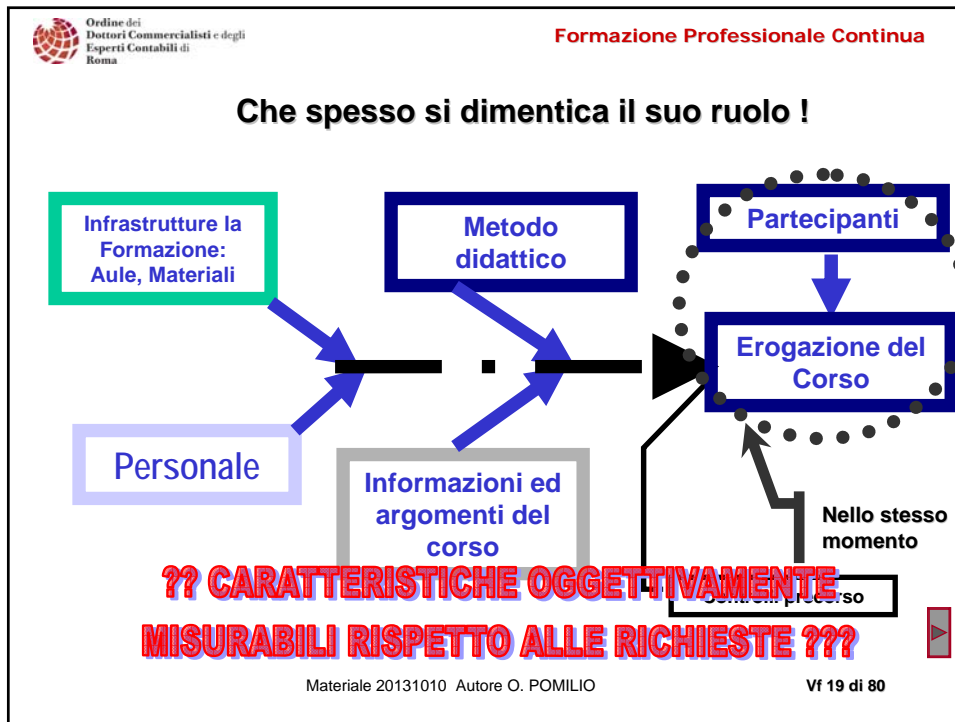 Ordine dei
Dottori Commercialisti e degli
Esperti Contabili di
Roma
Formazione Professionale Continua
Che spesso si dimentica il suo ruolo !
Infrastrutture la
Formazione:
Aule, Materiali
Metodo
didattico
Partecipanti
Erogazione del
Corso
Personale
Informazioni ed
argomenti del
corso
Nello stesso
momento
Controlli precorso
?? CARATTERISTICHE OGGETTIVAMENTE
MISURABILI RISPETTO ALLE RICHIESTE ???
Materiale 20131010 Autore O. POMILIO
Vf 19 di 80